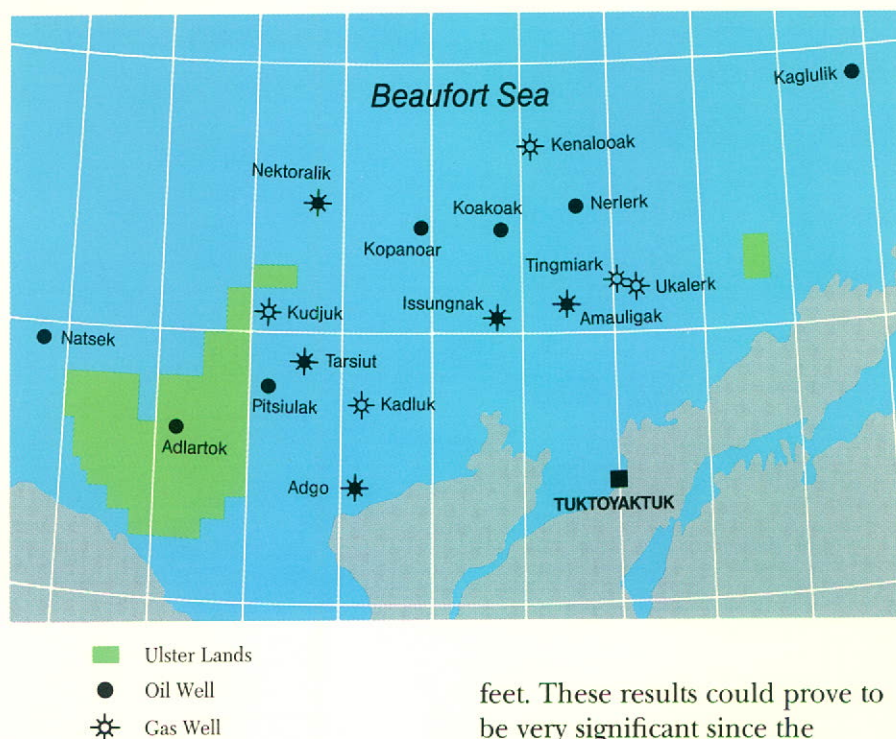 Kaglulik
Beaufort Sea
Kenalooak
Nektoralik
Koakoak
Nerlerk
Kopanoar
Tingmiark
Ukalerk
Issungnak
Kudjuk
Amauligak
Natsek
Tarsiut
Pitsiulak
Kadluk
Adlartok
Adgo
TUKTOYAKTUK
Ulster Lands
Oil Well
Gas Well
feet. These results could prove to
be very significant since the